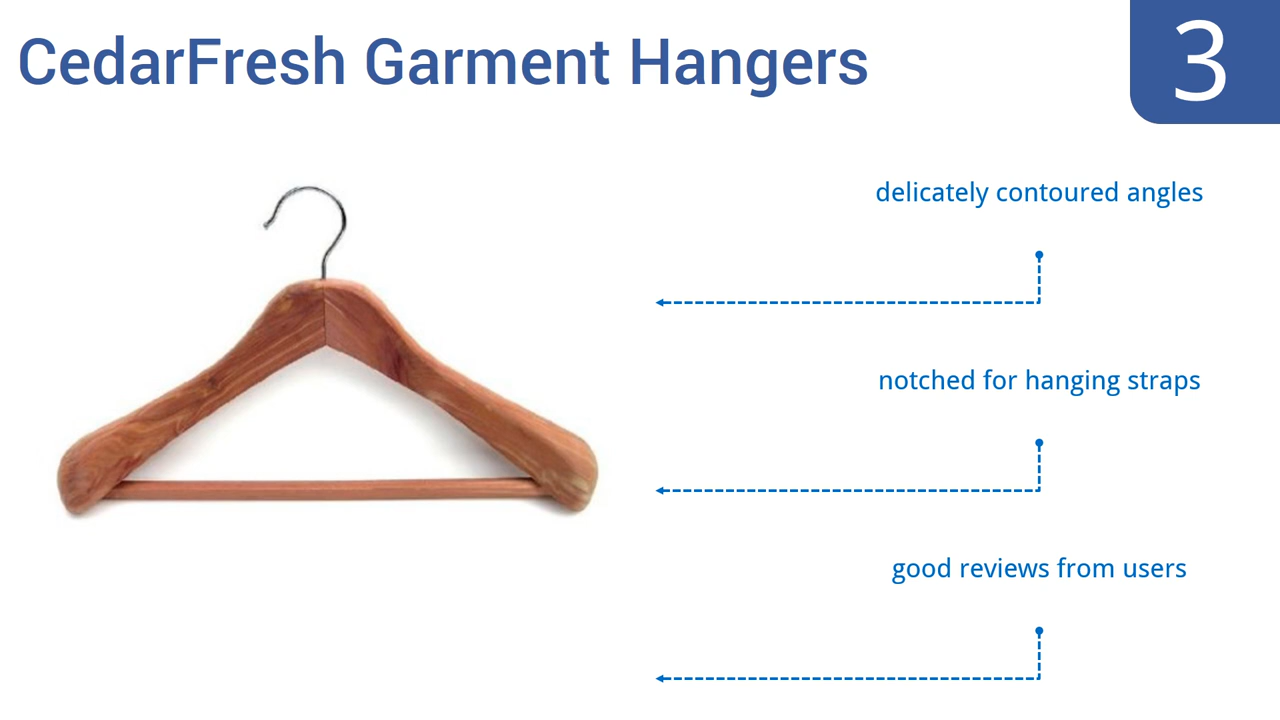 CedarFresh Garment Hangers
3
delicately contoured angles
notched for hanging straps
good reviews from users